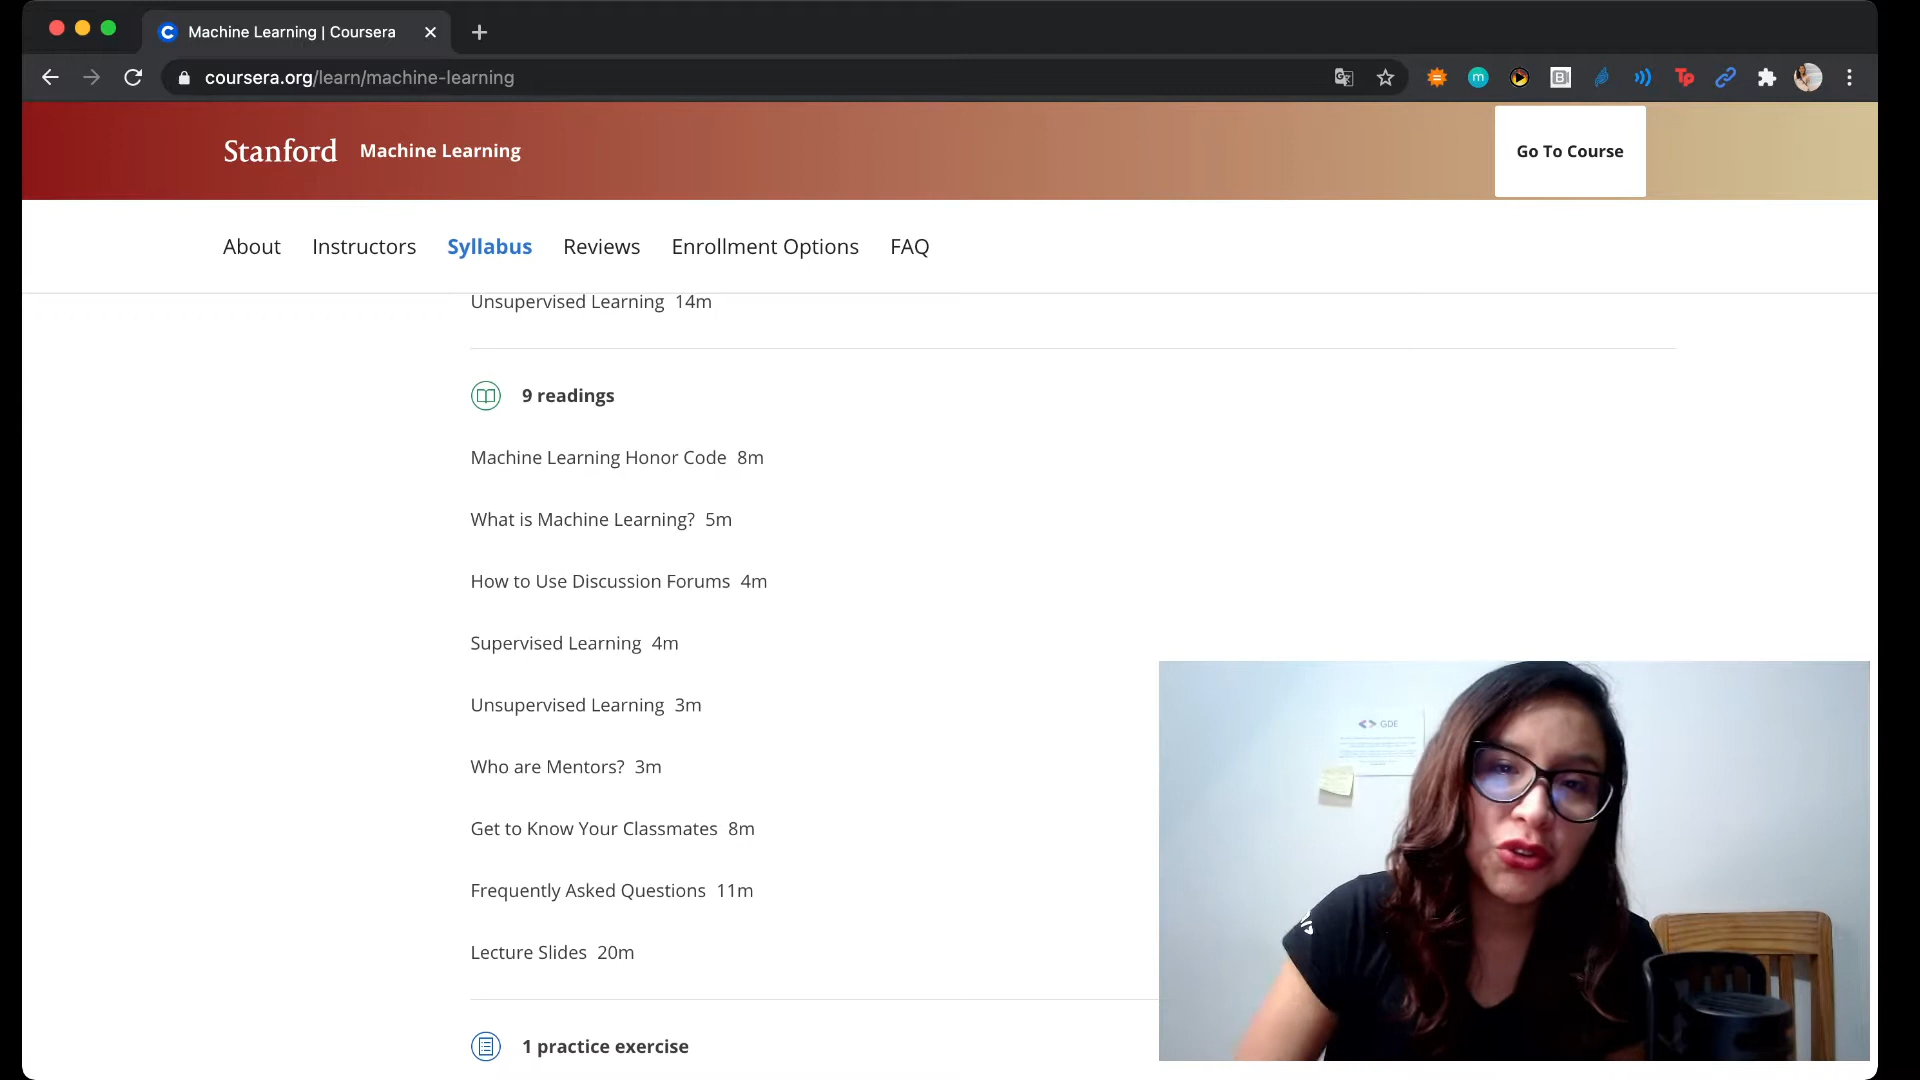 Machine Learning | Coursera
coursera.org/learn/machine-learning
Stanford Machine Learning
Go To Course
About Instructors Syllabus Reviews Enrollment Options FAQ
Unsupervised Learning 14m
9 readings
Machine Learning Honor Code 8m
What is Machine Learning? 5m
How to Use Discussion Forums 4m
Supervised Learning 4m
Unsupervised Learning 3m
Who are Mentors? 3m
Get to Know Your Classmates 8m
Frequently Asked Questions 11m
Lecture Slides 20m
1 practice exercise
<> GDE